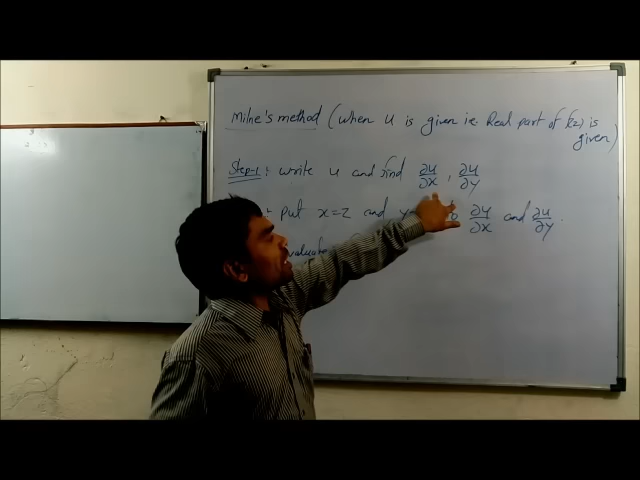 Milne's method (when u is given i.e. Real part of f(z) is given)
Step-1: write u and find ∂u/∂x, ∂u/∂y
put x=z and y ∂u/∂x and ∂u/∂y.